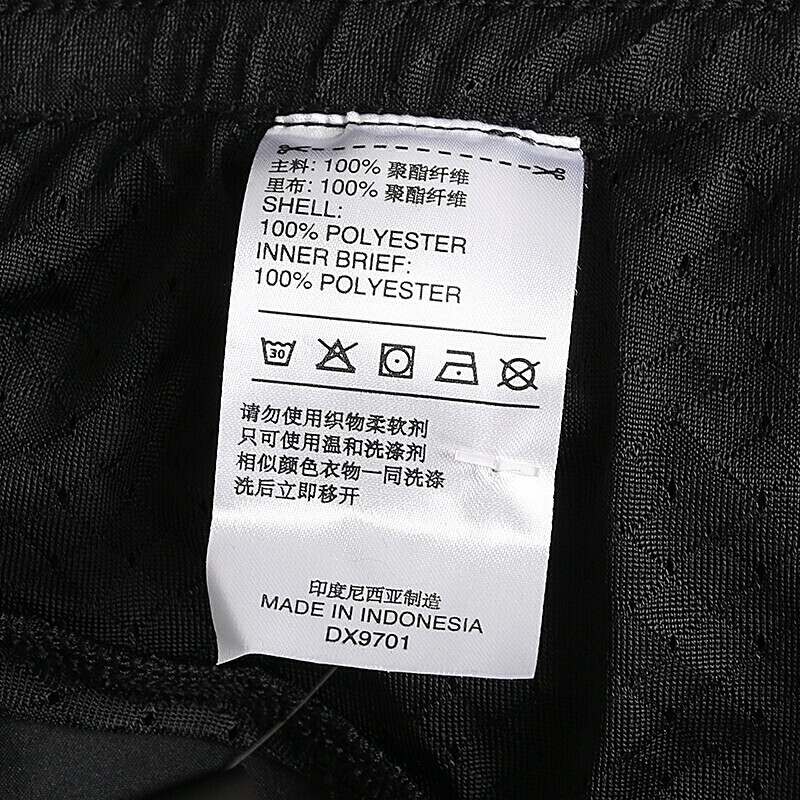 主料: 100% 聚酯纤维
里布: 100% 聚酯纤维
SHELL:
100% POLYESTER
INNER BRIEF:
100% POLYESTER
30
请勿使用织物柔软剂
只可使用温和洗涤剂
相似颜色衣物一同洗涤
洗后立即移开
印度尼西亚制造
MADE IN INDONESIA
DX9701